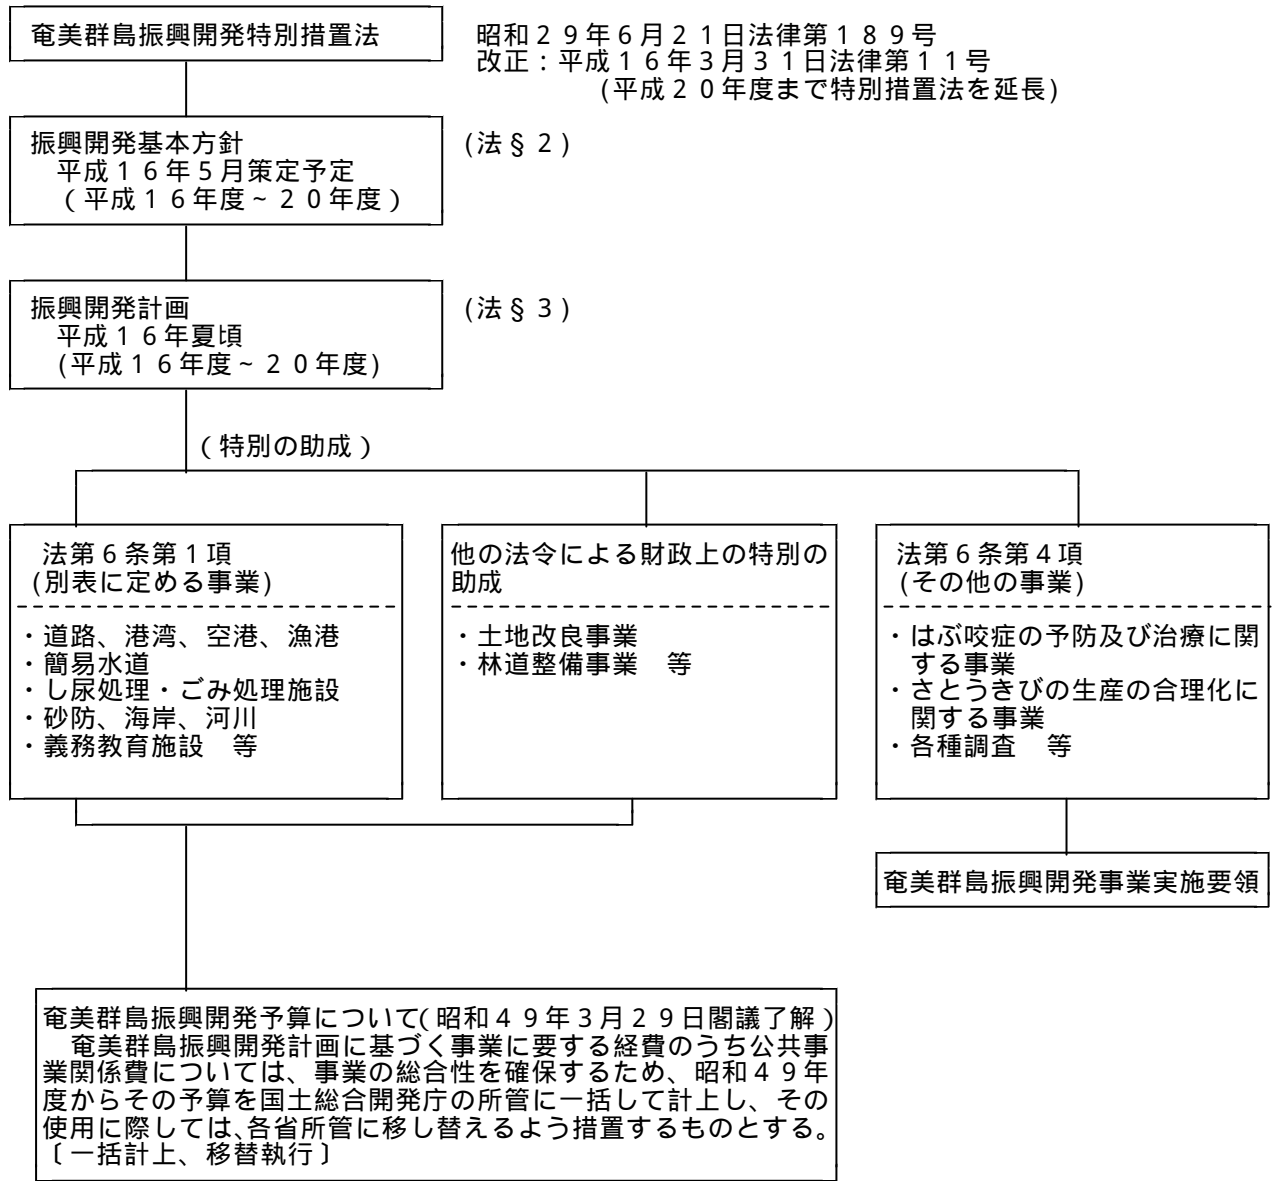 奄美群島振興開発特別措置法
昭和２９年６月２１日法律第１８９号
改正：平成１６年３月３１日法律第１１号
(平成２０年度まで特別措置法を延長)
振興開発基本方針
平成１６年５月策定予定
（平成１６年度～２０年度）
(法§２)
振興開発計画
平成１６年夏頃
(平成１６年度～２０年度)
(法§３)
（特別の助成）
法第６条第１項
(別表に定める事業)
・道路、港湾、空港、漁港
・簡易水道
・し尿処理・ごみ処理施設
・砂防、海岸、河川
・義務教育施設　等
他の法令による財政上の特別の
助成
・土地改良事業
・林道整備事業　等
法第６条第４項
(その他の事業)
・はぶ咬症の予防及び治療に関
する事業
・さとうきびの生産の合理化に
関する事業
・各種調査　等
奄美群島振興開発事業実施要領
奄美群島振興開発予算について(昭和４９年３月２９日閣議了解）
奄美群島振興開発計画に基づく事業に要する経費のうち公共事
業関係費については、事業の総合性を確保するため、昭和４９年
度からその予算を国土総合開発庁の所管に一括して計上し、その
使用に際しては、各省所管に移し替えるよう措置するものとする。
〔一括計上、移替執行〕